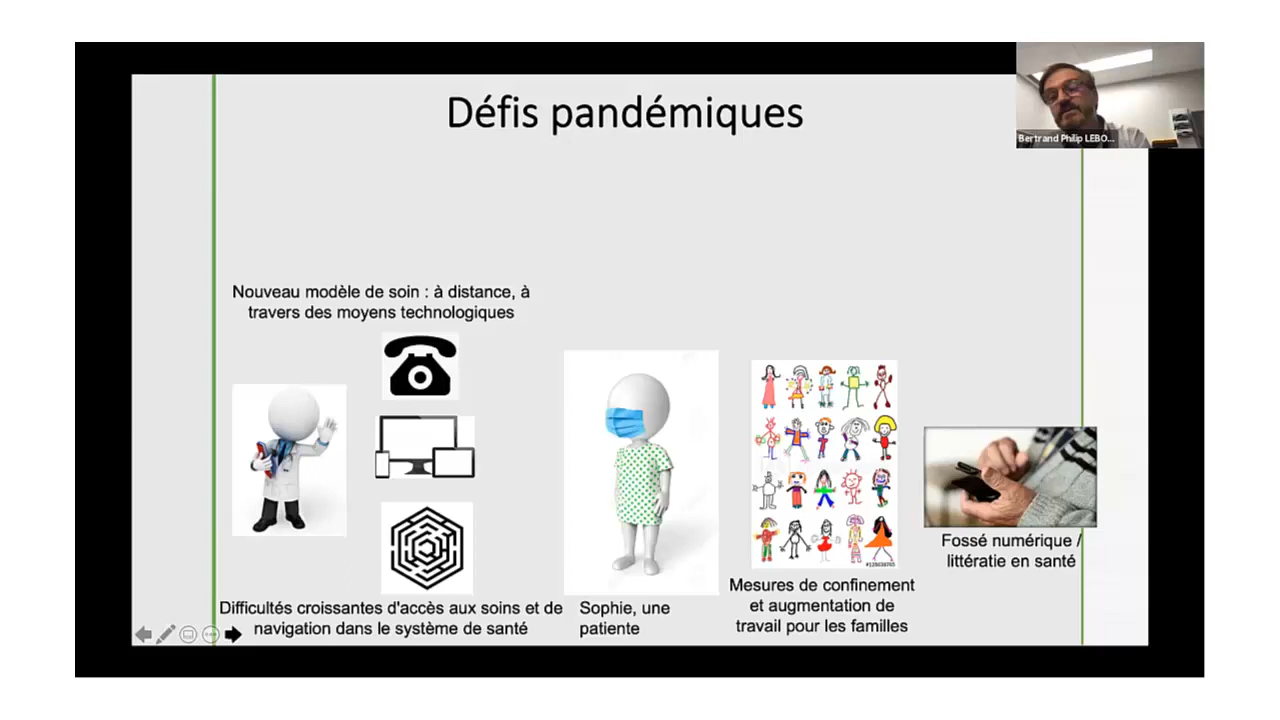 Défis pandémiques
Bertrand Philip LEBO...
Nouveau modèle de soin : à distance, à
travers des moyens technologiques
Difficultés croissantes d'accès aux soins et de
navigation dans le système de santé
Sophie, une
patiente
#128639765
Mesures de confinement
et augmentation de
travail pour les familles
Fossé numérique /
littératie en santé